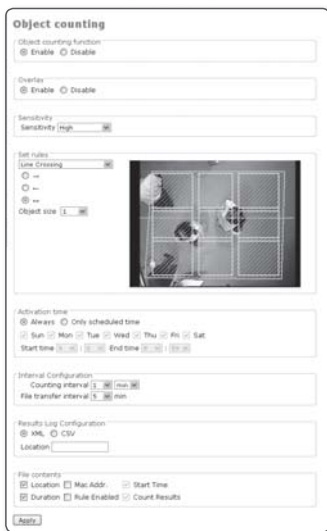 Object counting
Object counting function
Enable Disable
Overlay
Enable Disable
Sensitivity
Sensitivity High
Set rules
Line Crossing
→
←
↔
Object size 1
Activation time
Always Only scheduled time
Sun Mon Tue Wed Thu Fri Sat
Start time : End time :
Interval Configuration
Counting interval 1 min
File transfer interval 5 min
Results Log Configuration
XML CSV
Location
File contents
Location Mac Addr. Start Time
Duration Rule Enabled Count Results
Apply